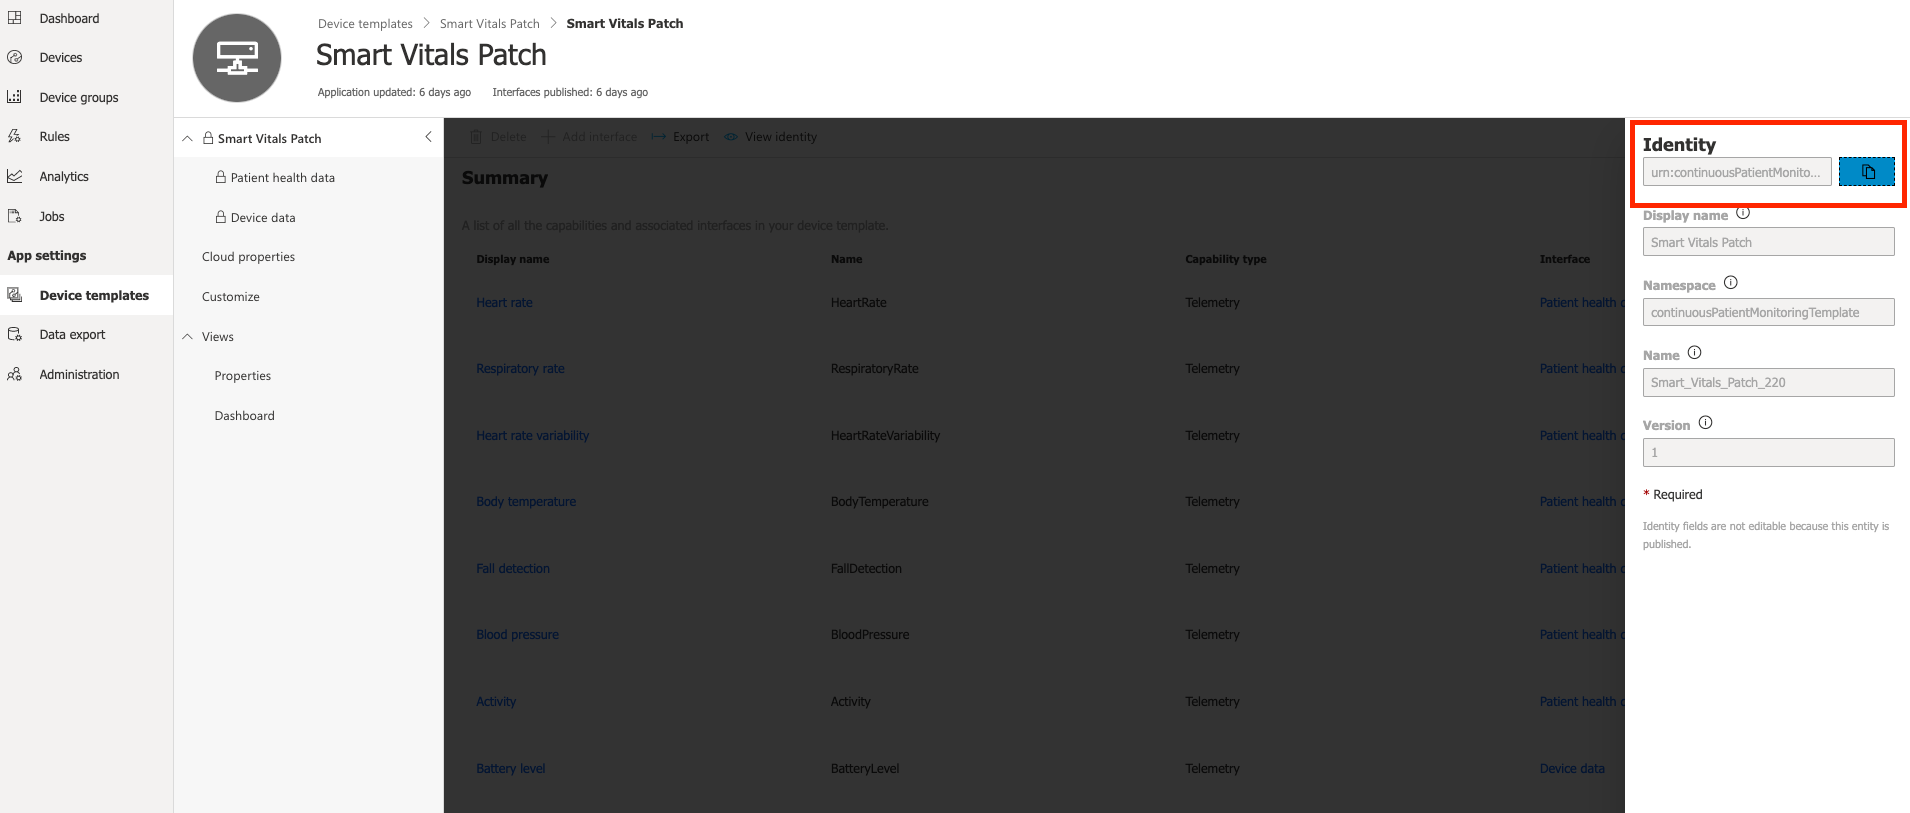 Dashboard
Devices
Device groups
Rules
Analytics
Jobs
App settings
Device templates
Data export
Administration
Device templates > Smart Vitals Patch > Smart Vitals Patch
Smart Vitals Patch
Application updated: 6 days ago Interfaces published: 6 days ago
Smart Vitals Patch
Patient health data
Device data
Cloud properties
Customize
Views
Properties
Dashboard
Delete Add interface Export View identity
Summary
A list of all the capabilities and associated interfaces in your device template.
Display name Name Capability type Interface
Heart rate HeartRate Telemetry Patient health d
Respiratory rate RespiratoryRate Telemetry Patient health d
Heart rate variability HeartRateVariability Telemetry Patient health d
Body temperature BodyTemperature Telemetry Patient health d
Fall detection FallDetection Telemetry Patient health d
Blood pressure BloodPressure Telemetry Patient health d
Activity Activity Telemetry Patient health d
Battery level BatteryLevel Telemetry Device data
Identity
urn:continuousPatientMonito...
Display name
Smart Vitals Patch
Namespace
continuousPatientMonitoringTemplate
Name
Smart_Vitals_Patch_220
Version
1
* Required
Identity fields are not editable because this entity is
published.